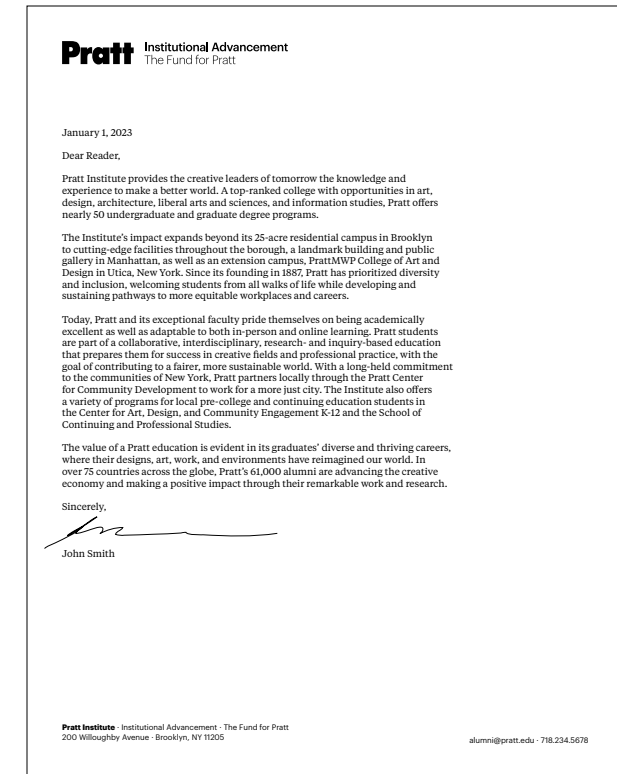 Pratt Institutional Advancement
The Fund for Pratt
January 1, 2023
Dear Reader,
Pratt Institute provides the creative leaders of tomorrow the knowledge and
experience to make a better world. A top-ranked college with opportunities in art,
design, architecture, liberal arts and sciences, and information studies, Pratt offers
nearly 50 undergraduate and graduate degree programs.
The Institute's impact expands beyond its 25-acre residential campus in Brooklyn
to cutting-edge facilities throughout the borough, a landmark building and public
gallery in Manhattan, as well as an extension campus, PrattMWP College of Art and
Design in Utica, New York. Since its founding in 1887, Pratt has prioritized diversity
and inclusion, welcoming students from all walks of life while developing and
sustaining pathways to more equitable workplaces and careers.
Today, Pratt and its exceptional faculty pride themselves on being academically
excellent as well as adaptable to both in-person and online learning. Pratt students
are part of a collaborative, interdisciplinary, research- and inquiry-based education
that prepares them for success in creative fields and professional practice, with the
goal of contributing to a fairer, more sustainable world. With a long-held commitment
to the communities of New York, Pratt partners locally through the Pratt Center
for Community Development to work for a more just city. The Institute also offers
a variety of programs for local pre-college and continuing education students in
the Center for Art, Design, and Community Engagement K-12 and the School of
Continuing and Professional Studies.
The value of a Pratt education is evident in its graduates' diverse and thriving careers,
where their designs, art, work, and environments have reimagined our world. In
over 75 countries across the globe, Pratt's 61,000 alumni are advancing the creative
economy and making a positive impact through their remarkable work and research.
Sincerely,
John Smith
Pratt Institute · Institutional Advancement · The Fund for Pratt
200 Willoughby Avenue · Brooklyn, NY 11205
alumni@pratt.edu · 718.234.5678